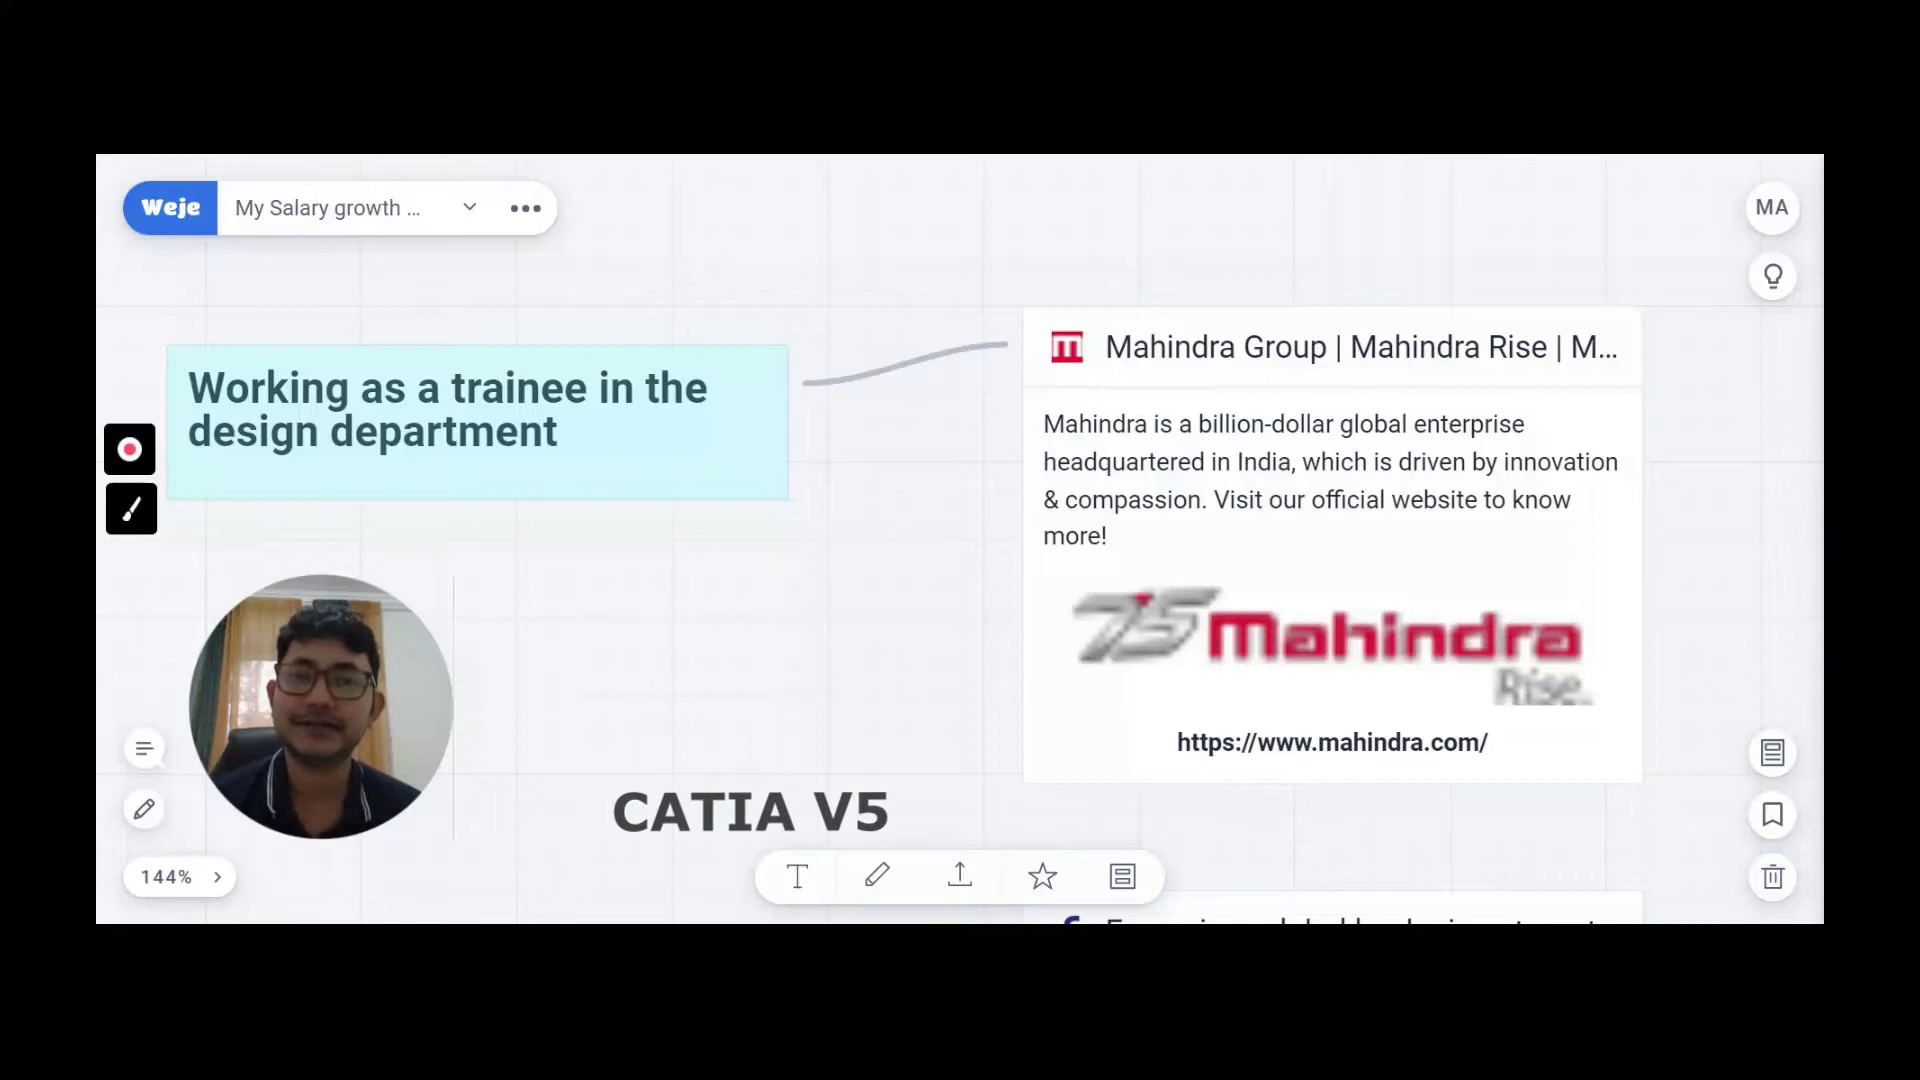 Weje
My Salary growth ...
MA
Working as a trainee in the
design department
Mahindra Group | Mahindra Rise | M...
Mahindra is a billion-dollar global enterprise
headquartered in India, which is driven by innovation
& compassion. Visit our official website to know
more!
75 Mahindra
Rise.
https://www.mahindra.com/
CATIA V5
144%